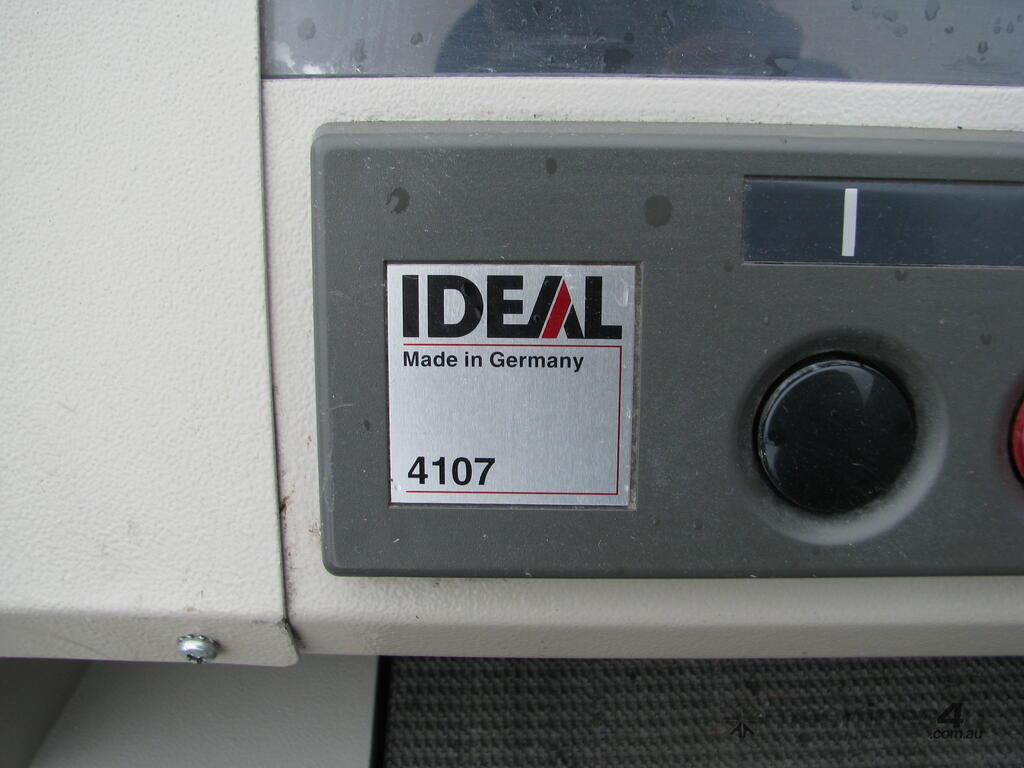 IDEAL
Made in Germany
4107
machines4u
.com.au